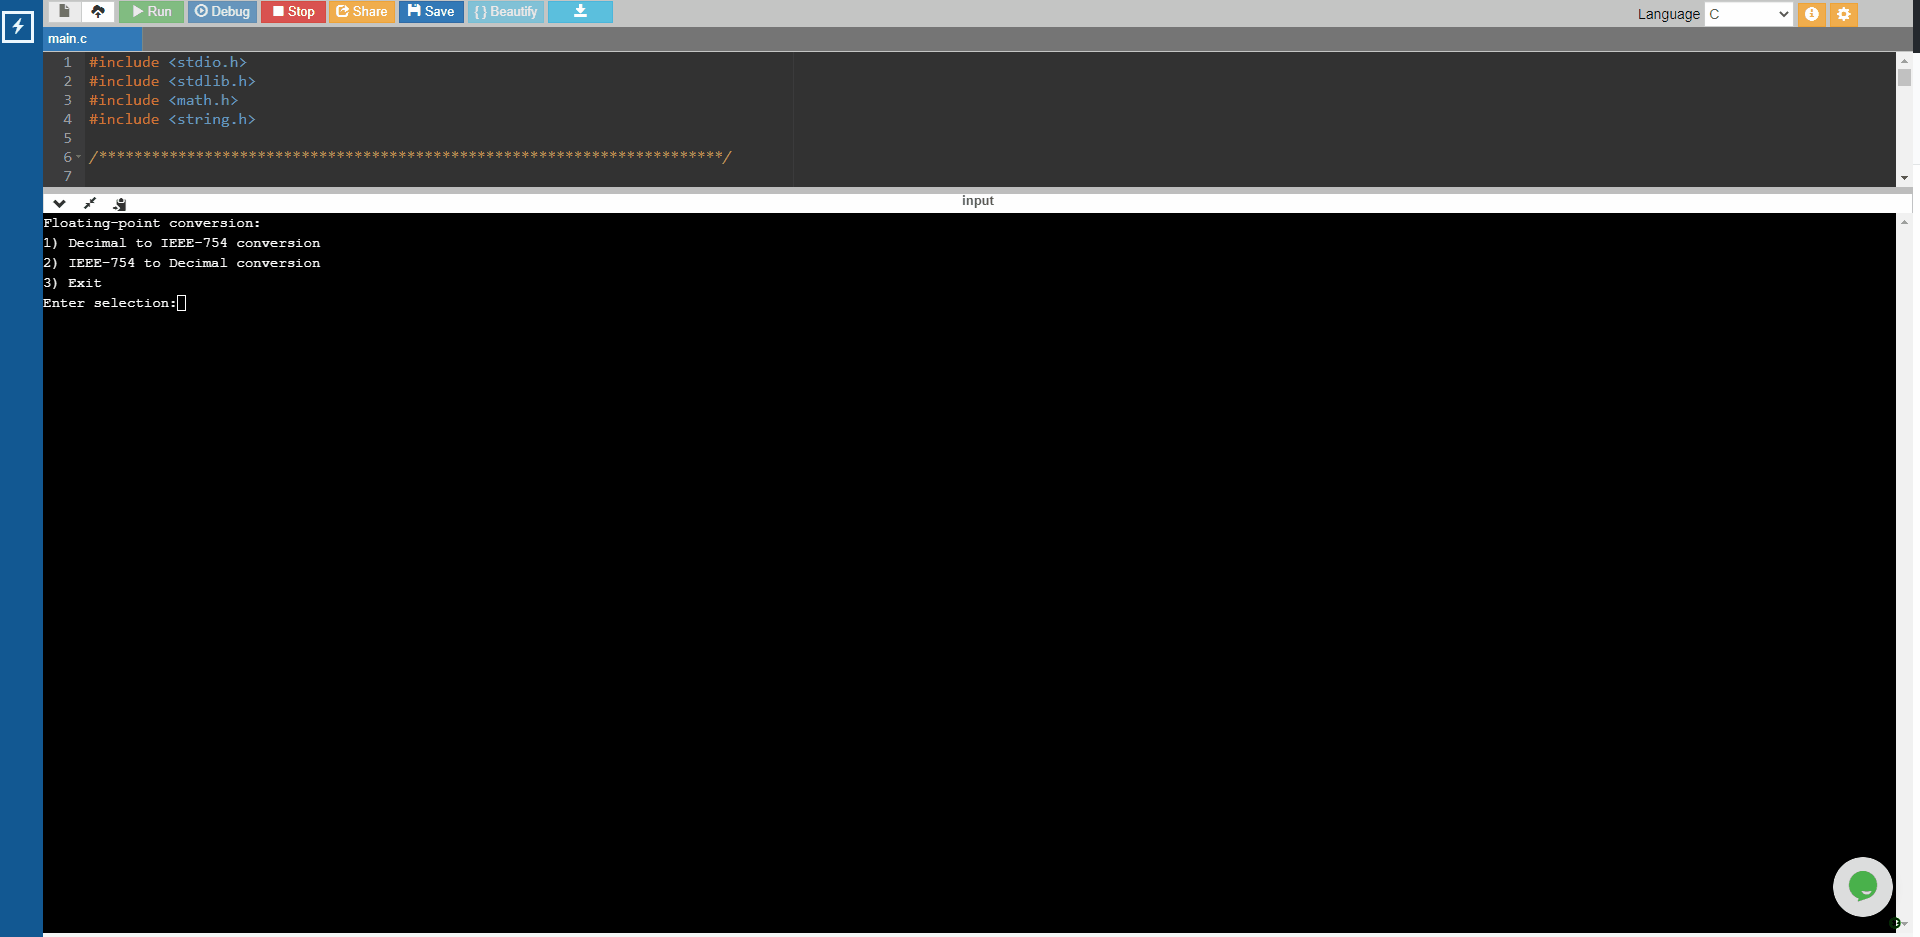 Run Debug Stop Share Save { } Beautify Language C
main.c
1 #include <stdio.h>
2 #include <stdlib.h>
3 #include <math.h>
4 #include <string.h>
5
6 /***********************************************************************/
7
input
Floating-point conversion:
1) Decimal to IEEE-754 conversion
2) IEEE-754 to Decimal conversion
3) Exit
Enter selection: